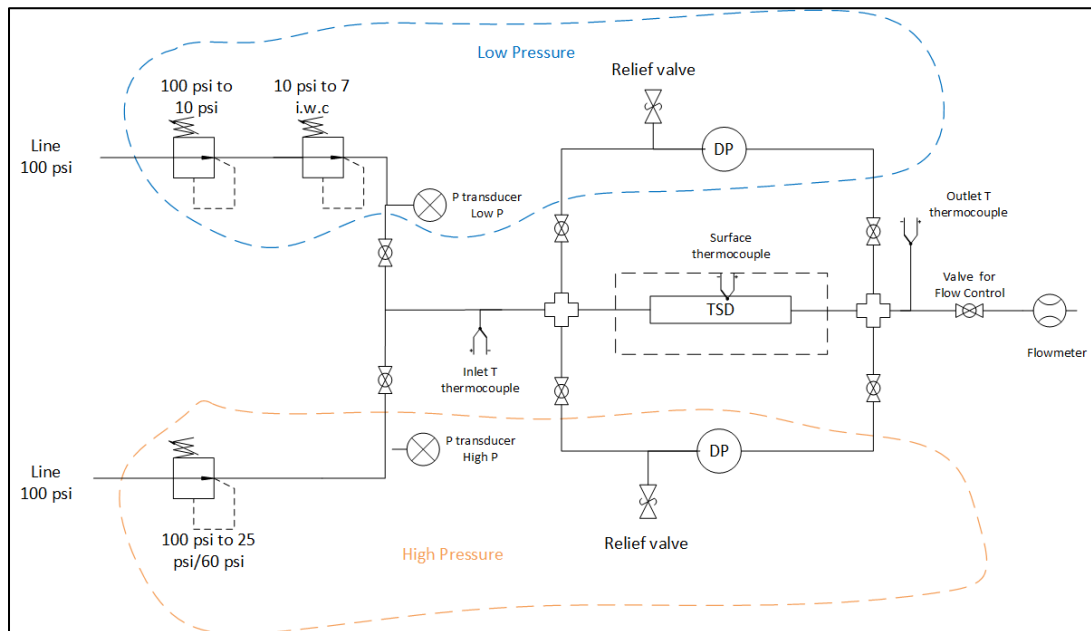 Low Pressure
Relief valve
100 psi to
10 psi
10 psi to 7
i.w.c
Line
100 psi
DP
P transducer
Low P
Outlet T
thermocouple
Surface
thermocouple
Valve for
Flow Control
TSD
Inlet T
thermocouple
Flowmeter
P transducer
High P
DP
Line
100 psi
100 psi to 25
psi/60 psi
High Pressure
Relief valve